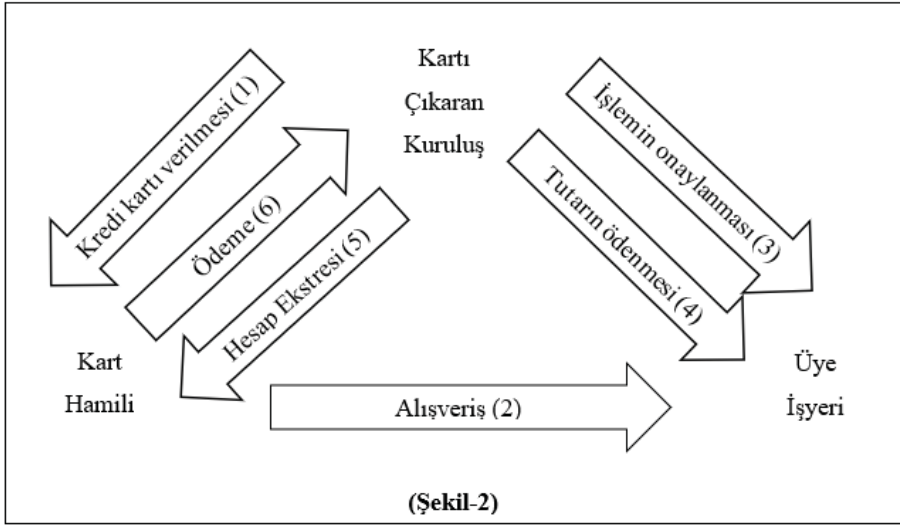 Kartı
Çıkaran
Kuruluş
Kredi kartı verilmesi (1)
Ödeme (6)
Hesap Ekstresi (5)
İşlemin onaylanması (3)
Tutarın ödenmesi (4)
Kart
Hamili
Alışveriş (2)
Üye
İşyeri
(Şekil-2)